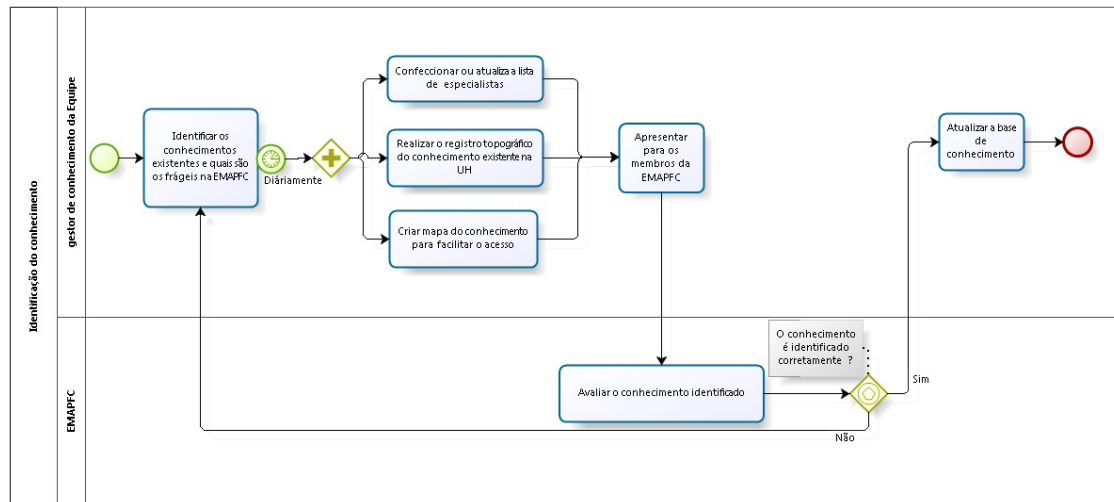 Identificação do conhecimento
gestor de conhecimento da Equipe
EMAPFC
Identificar os
conhecimentos
existentes e quais são
os frágeis na EMAPFC
Diáriamente
Confeccionar ou atualiza a lista
de especialistas
Realizar o registro topográfico
do conhecimento existente na
UH
Criar mapa do conhecimento
para facilitar o acesso
Apresentar
para os
membros da
EMAPFC
Atualizar a base
de
conhecimento
O conhecimento
é identificado
corretamente ?
Avaliar o conhecimento identificado
Sim
Não